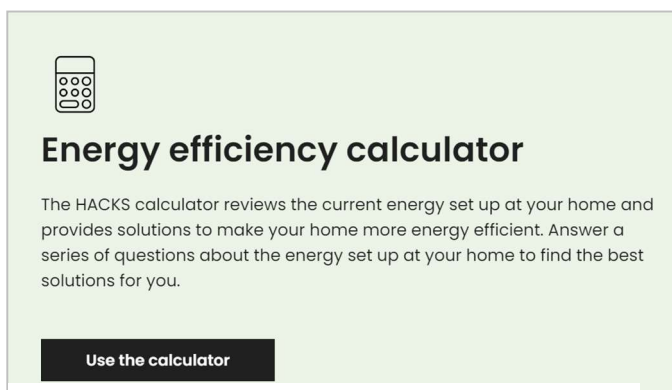 Energy efficiency calculator
The HACKS calculator reviews the current energy set up at your home and
provides solutions to make your home more energy efficient. Answer a
series of questions about the energy set up at your home to find the best
solutions for you.
Use the calculator